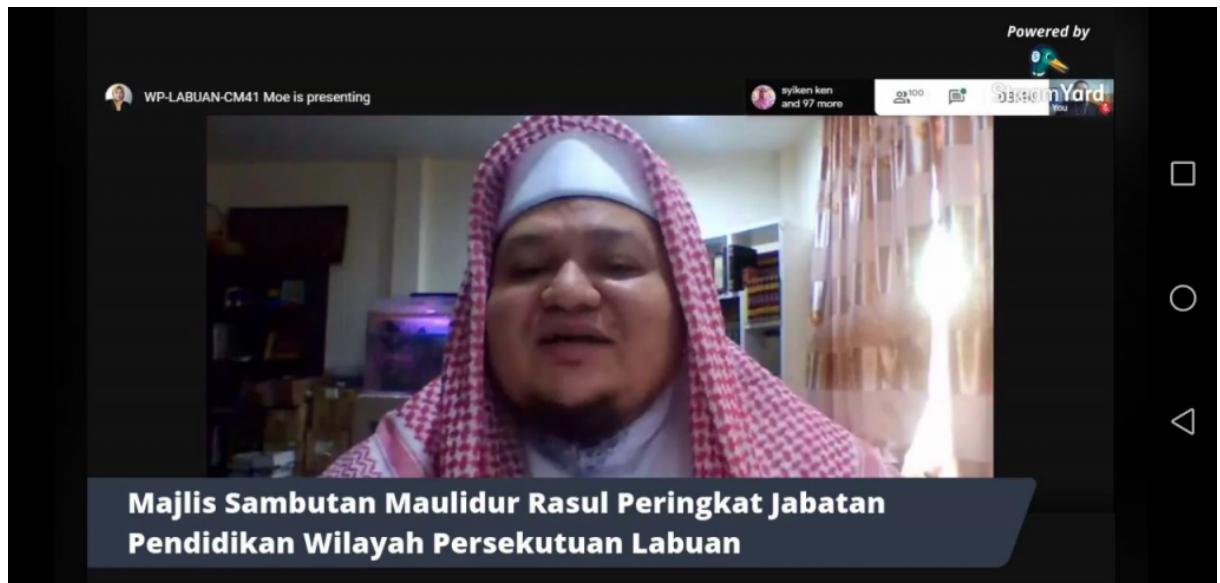 Powered by
WP-LABUAN-CM41 Moe is presenting
syiken ken
and 97 more
100
StreamYard
You
Majlis Sambutan Maulidur Rasul Peringkat Jabatan
Pendidikan Wilayah Persekutuan Labuan